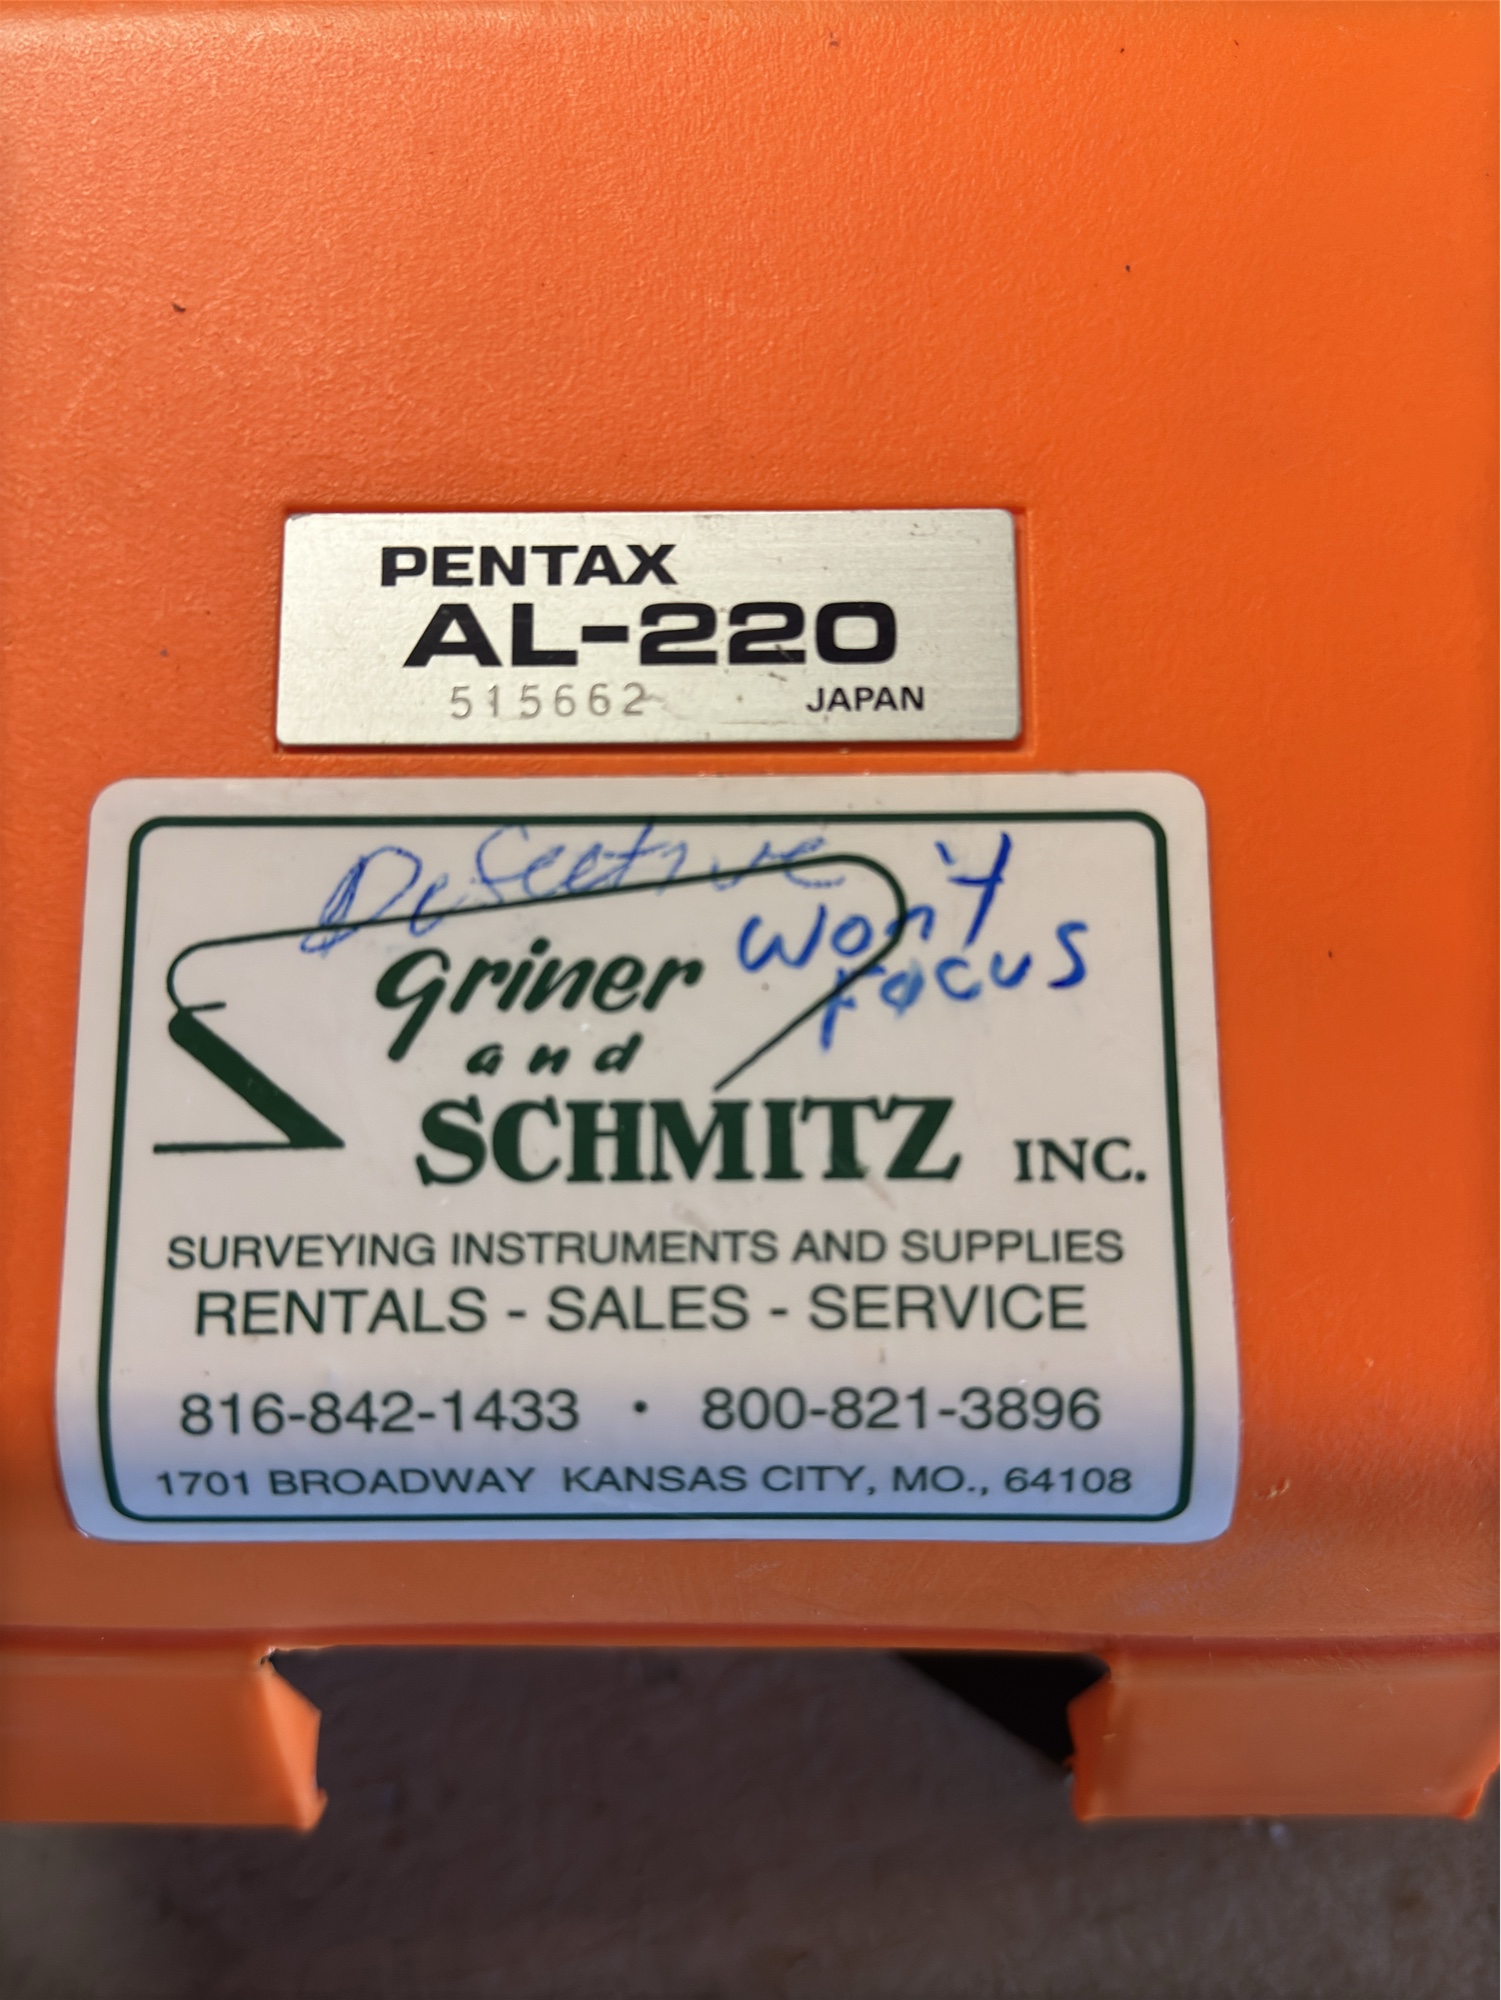 PENTAX
AL-220
515662 JAPAN
Defective
Won't
Focus
Griner
and
SCHMITZ INC.
SURVEYING INSTRUMENTS AND SUPPLIES
RENTALS - SALES - SERVICE
816-842-1433 • 800-821-3896
1701 BROADWAY KANSAS CITY, MO., 64108